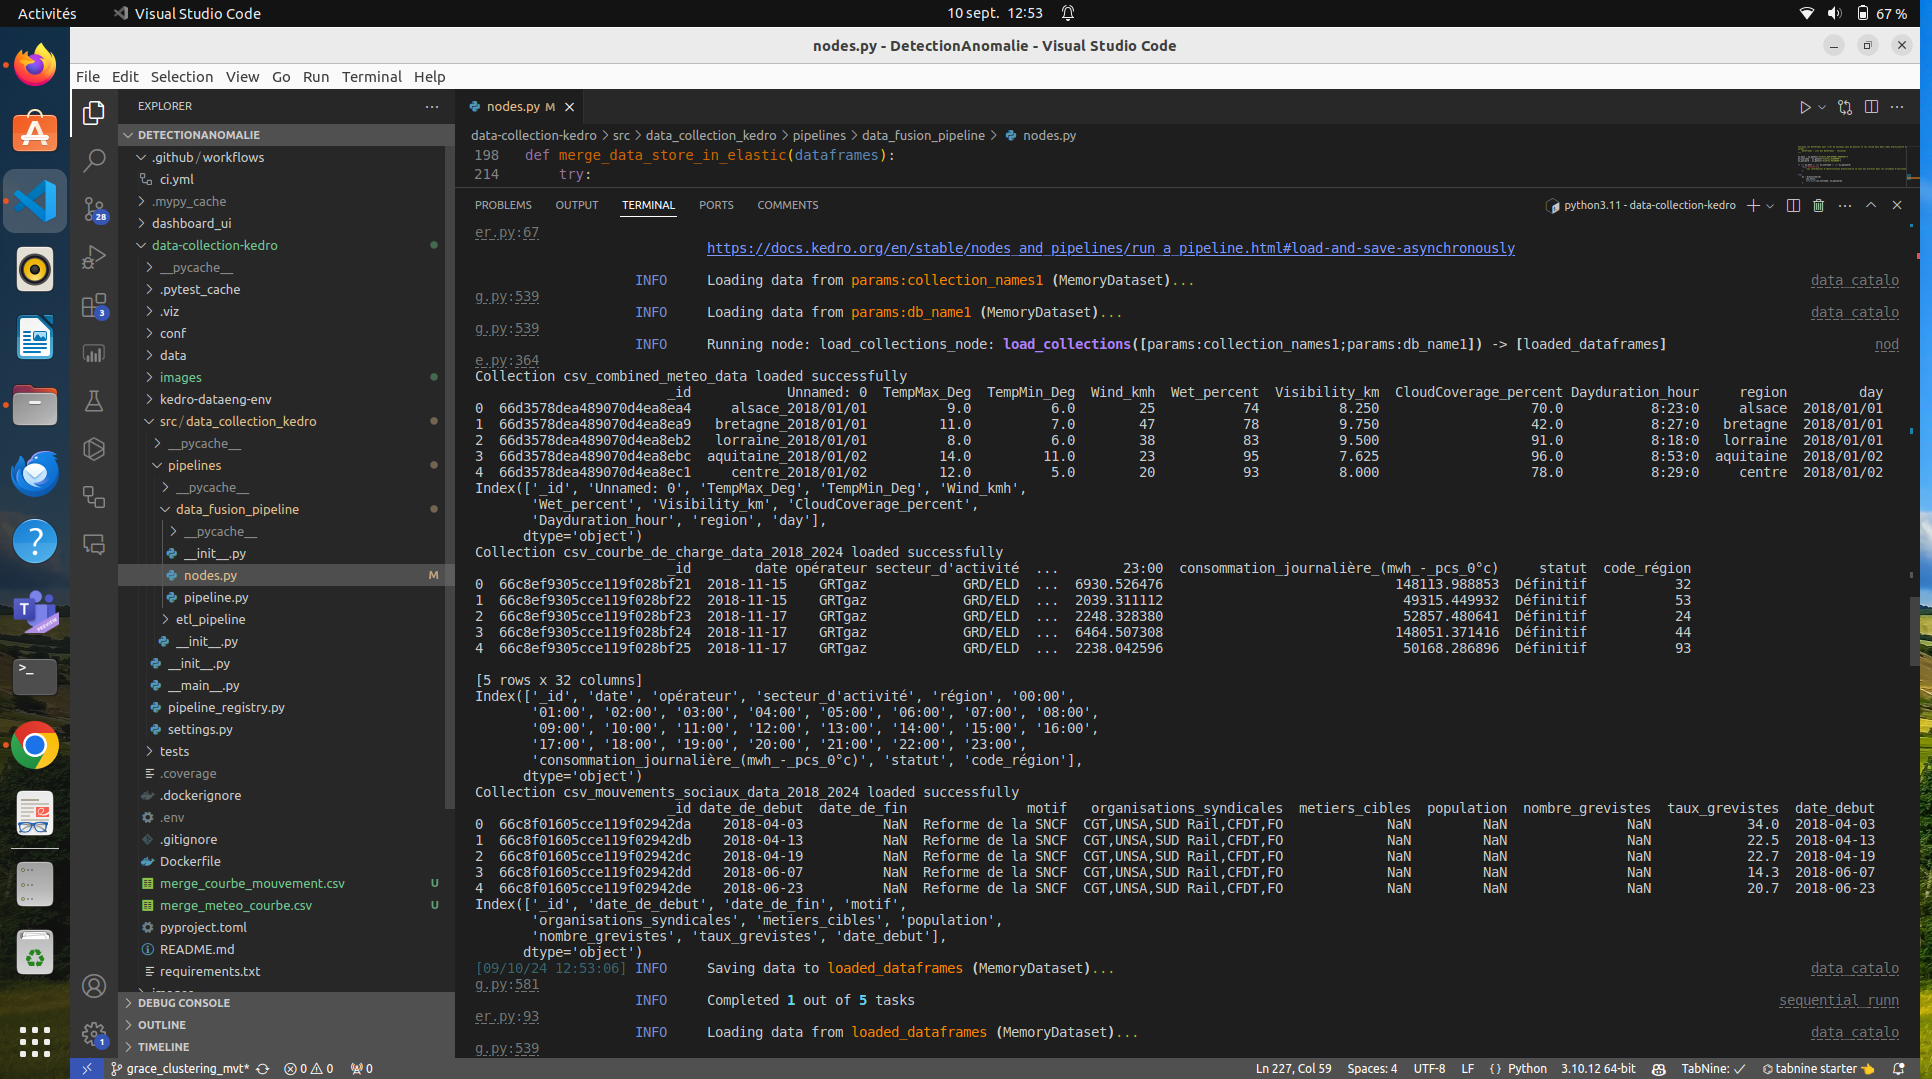 Activités Visual Studio Code 10 sept. 12:53 67 %
nodes.py - DetectionAnomalie - Visual Studio Code
File Edit Selection View Go Run Terminal Help
EXPLORER
DETECTIONANOMALIE
.github/workflows
ci.yml
.mypy_cache
dashboard_ui
data-collection-kedro
__pycache__
.pytest_cache
.viz
conf
data
images
kedro-dataeng-env
src/data_collection_kedro
__pycache__
pipelines
__pycache__
data_fusion_pipeline
__pycache__
__init__.py
nodes.py M
pipeline.py
etl_pipeline
__init__.py
__init__.py
__main__.py
pipeline_registry.py
settings.py
tests
.coverage
.dockerignore
.env
.gitignore
Dockerfile
merge_courbe_mouvement.csv U
merge_meteo_courbe.csv U
pyproject.toml
README.md
requirements.txt
DEBUG CONSOLE
OUTLINE
TIMELINE
28
3
1
nodes.py M
data-collection-kedro > src > data_collection_kedro > pipelines > data_fusion_pipeline > nodes.py
198 def merge_data_store_in_elastic(dataframes):
214 try:
PROBLEMS OUTPUT TERMINAL PORTS COMMENTS python3.11 - data-collection-kedro
er.py:67
https://docs.kedro.org/en/stable/nodes_and_pipelines/run_a_pipeline.html#load-and-save-asynchronously
INFO Loading data from params:collection_names1 (MemoryDataset)... data_catalo
g.py:539
INFO Loading data from params:db_name1 (MemoryDataset)... data_catalo
g.py:539
INFO Running node: load_collections_node: load_collections([params:collection_names1;params:db_name1]) -> [loaded_dataframes] nod
e.py:364
Collection csv_combined_meteo_data loaded successfully
_id Unnamed: 0 TempMax_Deg TempMin_Deg Wind_kmh Wet_percent Visibility_km CloudCoverage_percent Dayduration_hour region day
0 66d3578dea489070d4ea8ea4 alsace_2018/01/01 9.0 6.0 25 74 8.250 70.0 8:23:0 alsace 2018/01/01
1 66d3578dea489070d4ea8ea9 bretagne_2018/01/01 11.0 7.0 47 78 9.750 42.0 8:27:0 bretagne 2018/01/01
2 66d3578dea489070d4ea8eb2 lorraine_2018/01/01 8.0 6.0 38 83 9.500 91.0 8:18:0 lorraine 2018/01/01
3 66d3578dea489070d4ea8ebc aquitaine_2018/01/02 14.0 11.0 23 95 7.625 96.0 8:53:0 aquitaine 2018/01/02
4 66d3578dea489070d4ea8ec1 centre_2018/01/02 12.0 5.0 20 93 8.000 78.0 8:29:0 centre 2018/01/02
Index(['_id', 'Unnamed: 0', 'TempMax_Deg', 'TempMin_Deg', 'Wind_kmh',
'Wet_percent', 'Visibility_km', 'CloudCoverage_percent',
'Dayduration_hour', 'region', 'day'],
dtype='object')
Collection csv_courbe_de_charge_data_2018_2024 loaded successfully
_id date opérateur secteur_d'activité ... 23:00 consommation_journalière_(mwh_-_pcs_0°c) statut code_région
0 66c8ef9305cce119f028bf21 2018-11-15 GRTgaz GRD/ELD ... 6930.526476 148113.988853 Définitif 32
1 66c8ef9305cce119f028bf22 2018-11-15 GRTgaz GRD/ELD ... 2039.311112 49315.449932 Définitif 53
2 66c8ef9305cce119f028bf23 2018-11-17 GRTgaz GRD/ELD ... 2248.328380 52857.480641 Définitif 24
3 66c8ef9305cce119f028bf24 2018-11-17 GRTgaz GRD/ELD ... 6464.507308 148051.371416 Définitif 44
4 66c8ef9305cce119f028bf25 2018-11-17 GRTgaz GRD/ELD ... 2238.042596 50168.286896 Définitif 93
[5 rows x 32 columns]
Index(['_id', 'date', 'opérateur', 'secteur_d'activité', 'région', '00:00',
'01:00', '02:00', '03:00', '04:00', '05:00', '06:00', '07:00', '08:00',
'09:00', '10:00', '11:00', '12:00', '13:00', '14:00', '15:00', '16:00',
'17:00', '18:00', '19:00', '20:00', '21:00', '22:00', '23:00',
'consommation_journalière_(mwh_-_pcs_0°c)', 'statut', 'code_région'],
dtype='object')
Collection csv_mouvements_sociaux_data_2018_2024 loaded successfully
_id date_de_debut date_de_fin motif organisations_syndicales metiers_cibles population nombre_grevistes taux_grevistes date_debut
0 66c8f01605cce119f02942da 2018-04-03 NaN Reforme de la SNCF CGT,UNSA,SUD Rail,CFDT,FO NaN NaN NaN 34.0 2018-04-03
1 66c8f01605cce119f02942db 2018-04-13 NaN Reforme de la SNCF CGT,UNSA,SUD Rail,CFDT,FO NaN NaN NaN 22.5 2018-04-13
2 66c8f01605cce119f02942dc 2018-04-19 NaN Reforme de la SNCF CGT,UNSA,SUD Rail,CFDT,FO NaN NaN NaN 22.7 2018-04-19
3 66c8f01605cce119f02942dd 2018-06-07 NaN Reforme de la SNCF CGT,UNSA,SUD Rail,CFDT,FO NaN NaN NaN 14.3 2018-06-07
4 66c8f01605cce119f02942de 2018-06-23 NaN Reforme de la SNCF CGT,UNSA,SUD Rail,CFDT,FO NaN NaN NaN 20.7 2018-06-23
Index(['_id', 'date_de_debut', 'date_de_fin', 'motif',
'organisations_syndicales', 'metiers_cibles', 'population',
'nombre_grevistes', 'taux_grevistes', 'date_debut'],
dtype='object')
[09/10/24 12:53:06] INFO Saving data to loaded_dataframes (MemoryDataset)... data_catalo
g.py:581
INFO Completed 1 out of 5 tasks sequential_runn
er.py:93
INFO Loading data from loaded_dataframes (MemoryDataset)... data_catalo
g.py:539
grace_clustering_mvt* 0 0 0 Ln 227, Col 59 Spaces: 4 UTF-8 LF {} Python 3.10.12 64-bit TabNine: ✓ tabnine starter